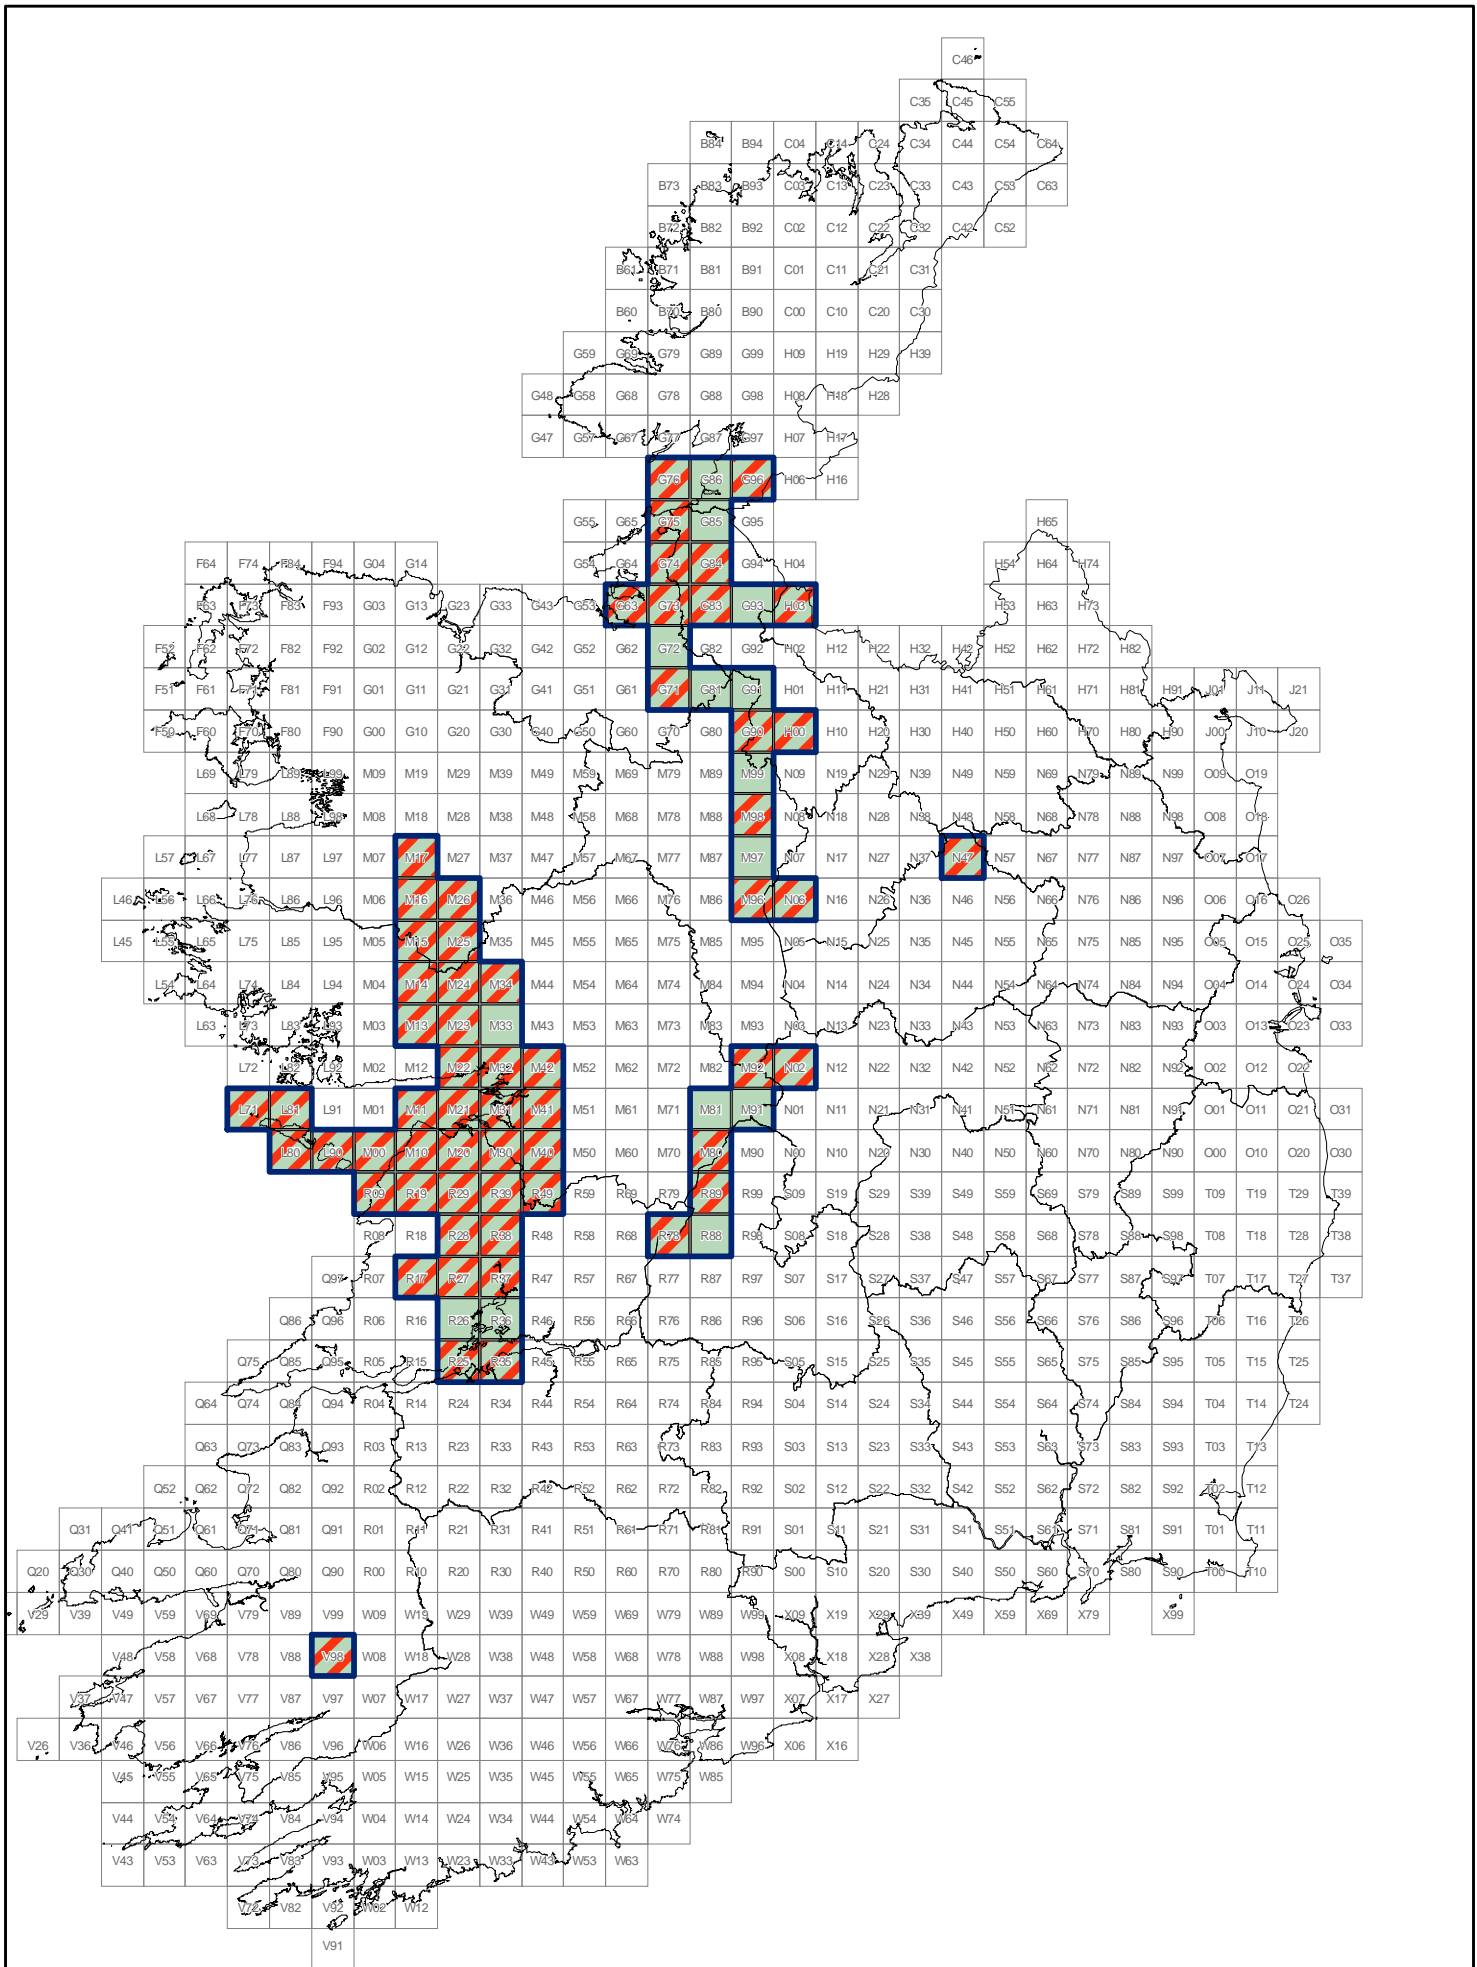 C46
C35 C45 C55
B84 B94 C04 C14 C24 C34 C44 C54 C64
B73 B83 B93 C03 C13 C23 C33 C43 C53 C63
B72 B82 B92 C02 C12 C22 C32 C42 C52
B61 B71 B81 B91 C01 C11 C21 C31
B60 B70 B80 B90 C00 C10 C20 C30
G59 G69 G79 G89 G99 H09 H19 H29 H39
G48 G58 G68 G78 G88 G98 H08 H18 H28
G47 G57 G67 G77 G87 G97 H07 H17
G76 G86 G96 H06 H16
G55 G65 G75 G85 G95 H65
F64 F74 F84 F94 G04 G14 G54 G64 G74 G84 G94 H04 H54 H64 H74
F63 F73 F83 F93 G03 G13 G23 G33 G43 G53 G63 G73 G83 G93 H03 H53 H63 H73
F52 F62 F72 F82 F92 G02 G12 G22 G32 G42 G52 G62 G72 G82 G92 H02 H12 H22 H32 H42 H52 H62 H72 H82
F51 F61 F71 F81 F91 G01 G11 G21 G31 G41 G51 G61 G71 G81 G91 H01 H11 H21 H31 H41 H51 H61 H71 H81 H91 J01 J11 J21
F50 F60 F70 F80 F90 G00 G10 G20 G30 G40 G50 G60 G70 G80 G90 H00 H10 H20 H30 H40 H50 H60 H70 H80 H90 J00 J10 J20
L69 L79 L89 L99 M09 M19 M29 M39 M49 M59 M69 M79 M89 M99 N09 N19 N29 N39 N49 N59 N69 N79 N89 N99 O09 O19
L68 L78 L88 L98 M08 M18 M28 M38 M48 M58 M68 M78 M88 M98 N08 N18 N28 N38 N48 N58 N68 N78 N88 N98 O08 O18
L57 L67 L77 L87 L97 M07 M17 M27 M37 M47 M57 M67 M77 M87 M97 N07 N17 N27 N37 N47 N57 N67 N77 N87 N97 O07 O17
L46 L56 L66 L76 L86 L96 M06 M16 M26 M36 M46 M56 M66 M76 M86 M96 N06 N16 N26 N36 N46 N56 N66 N76 N86 N96 O06 O16 O26
L45 L55 L65 L75 L85 L95 M05 M15 M25 M35 M45 M55 M65 M75 M85 M95 N05 N15 N25 N35 N45 N55 N65 N75 N85 N95 O05 O15 O25 O35
L54 L64 L74 L84 L94 M04 M14 M24 M34 M44 M54 M64 M74 M84 M94 N04 N14 N24 N34 N44 N54 N64 N74 N84 N94 O04 O14 O24 O34
L63 L73 L83 L93 M03 M13 M23 M33 M43 M53 M63 M73 M83 M93 N03 N13 N23 N33 N43 N53 N63 N73 N83 N93 O03 O13 O23 O33
L72 L82 L92 M02 M12 M22 M32 M42 M52 M62 M72 M82 M92 N02 N12 N22 N32 N42 N52 N62 N72 N82 N92 O02 O12 O22
L71 L81 L91 M01 M11 M21 M31 M41 M51 M61 M71 M81 M91 N01 N11 N21 N31 N41 N51 N61 N71 N81 N91 O01 O11 O21 O31
L80 L90 M00 M10 M20 M30 M40 M50 M60 M70 M80 M90 N00 N10 N20 N30 N40 N50 N60 N70 N80 N90 O00 O10 O20 O30
R09 R19 R29 R39 R49 R59 R69 R79 R89 R99 S09 S19 S29 S39 S49 S59 S69 S79 S89 S99 T09 T19 T29 T39
R08 R18 R28 R38 R48 R58 R68 R78 R88 R98 S08 S18 S28 S38 S48 S58 S68 S78 S88 S98 T08 T18 T28 T38
Q97 R07 R17 R27 R37 R47 R57 R67 R77 R87 R97 S07 S17 S27 S37 S47 S57 S67 S77 S87 S97 T07 T17 T27 T37
Q86 Q96 R06 R16 R26 R36 R46 R56 R66 R76 R86 R96 S06 S16 S26 S36 S46 S56 S66 S76 S86 S96 T06 T16 T26
Q75 Q85 Q95 R05 R15 R25 R35 R45 R55 R65 R75 R85 R95 S05 S15 S25 S35 S45 S55 S65 S75 S85 S95 T05 T15 T25
Q64 Q74 Q84 Q94 R04 R14 R24 R34 R44 R54 R64 R74 R84 R94 S04 S14 S24 S34 S44 S54 S64 S74 S84 S94 T04 T14 T24
Q63 Q73 Q83 Q93 R03 R13 R23 R33 R43 R53 R63 R73 R83 R93 S03 S13 S23 S33 S43 S53 S63 S73 S83 S93 T03 T13
Q52 Q62 Q72 Q82 Q92 R02 R12 R22 R32 R42 R52 R62 R72 R82 R92 S02 S12 S22 S32 S42 S52 S62 S72 S82 S92 T02 T12
Q31 Q41 Q51 Q61 Q71 Q81 Q91 R01 R11 R21 R31 R41 R51 R61 R71 R81 R91 S01 S11 S21 S31 S41 S51 S61 S71 S81 S91 T01 T11
Q20 Q30 Q40 Q50 Q60 Q70 Q80 Q90 R00 R10 R20 R30 R40 R50 R60 R70 R80 R90 S00 S10 S20 S30 S40 S50 S60 S70 S80 S90 T00 T10
V29 V39 V49 V59 V69 V79 V89 V99 W09 W19 W29 W39 W49 W59 W69 W79 W89 W99 X09 X19 X29 X39 X49 X59 X69 X79 X99
V48 V58 V68 V78 V88 V98 W08 W18 W28 W38 W48 W58 W68 W78 W88 W98 X08 X18 X28 X38
V37 V47 V57 V67 V77 V87 V97 W07 W17 W27 W37 W47 W57 W67 W77 W87 W97 X07 X17 X27
V26 V36 V46 V56 V66 V76 V86 V96 W06 W16 W26 W36 W46 W56 W66 W76 W86 W96 X06 X16
V45 V55 V65 V75 V85 V95 W05 W15 W25 W35 W45 W55 W65 W75 W85
V44 V54 V64 V74 V84 V94 W04 W14 W24 W34 W44 W54 W64 W74
V43 V53 V63 V73 V83 V93 W03 W13 W23 W33 W43 W53 W63
V72 V82 V92 W02 W12
V91